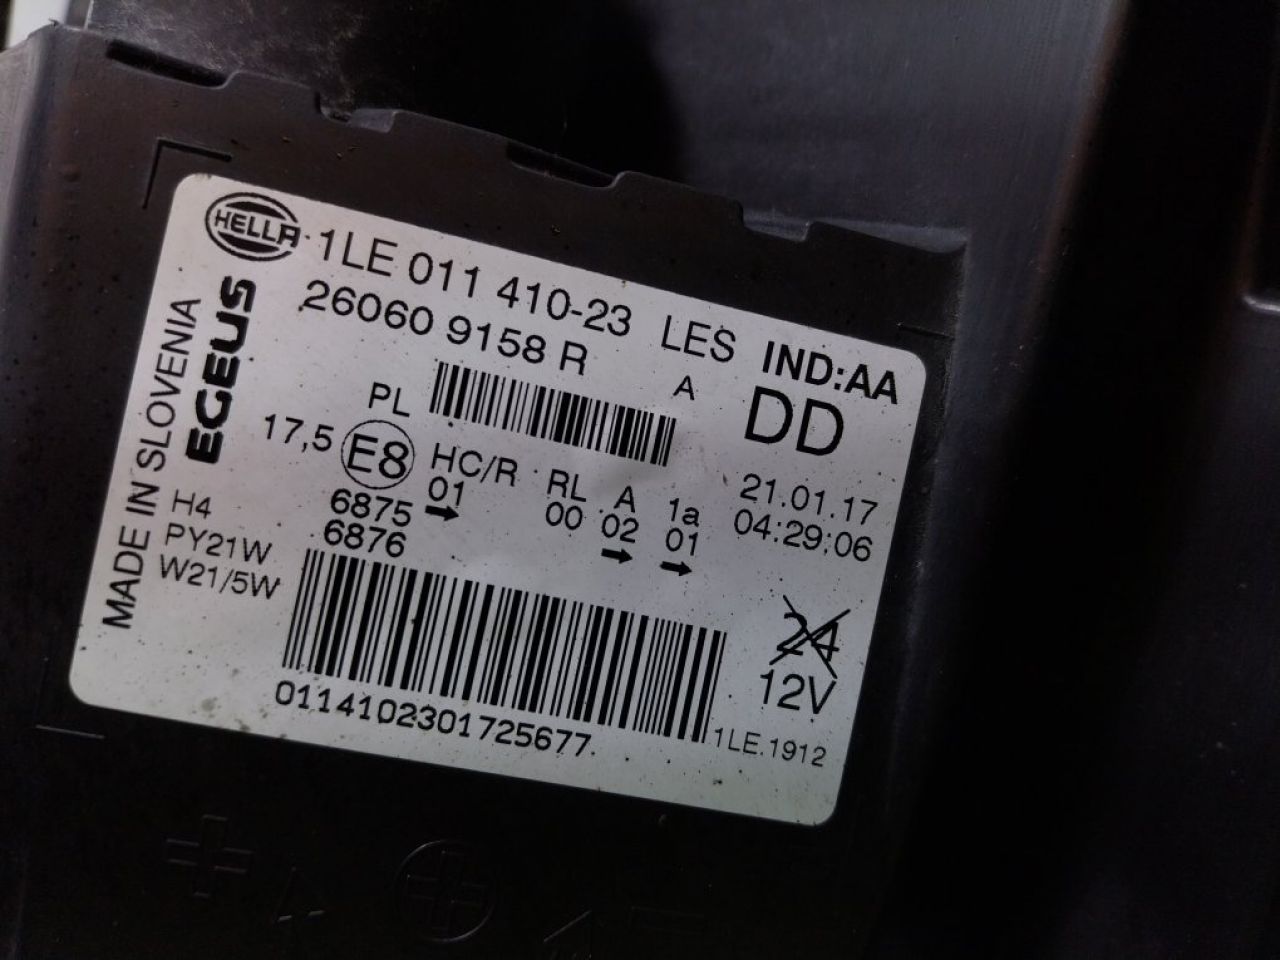 HELLA
1LE 011 410-23 LES IND:AA
26060 9158 R A DD
MADE IN SLOVENIA
EGEUS
PL
17,5 E8 HC/R RL A 1a
01 00 02 01
21.01.17
04:29:06
H4 6875
PY21W 6876
W21/5W
24
12V
0114102301725677
1LE.1912